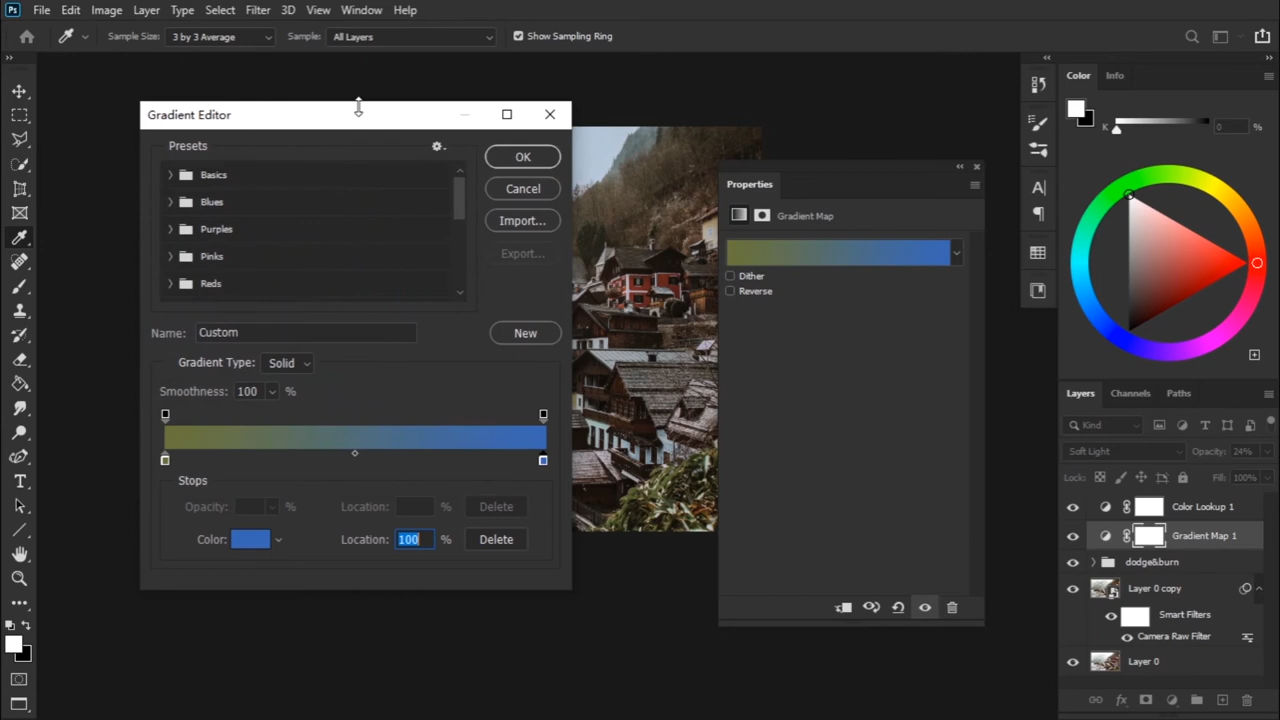 Ps File Edit Image Layer Type Select Filter 3D View Window Help
Sample Size: 3 by 3 Average Sample: All Layers Show Sampling Ring
Color Info
K 0 %
Gradient Editor
Presets
Basics
Blues
Purples
Pinks
Reds
OK
Cancel
Import...
Export...
Name: Custom
New
Gradient Type: Solid
Smoothness: 100 %
Stops
Opacity: % Location: % Delete
Color: Location: 100 % Delete
Properties
Gradient Map
Dither
Reverse
Layers Channels Paths
Kind
Soft Light Opacity: 24%
Lock: Fill: 100%
Color Lookup 1
Gradient Map 1
dodge&burn
Layer 0 copy
Smart Filters
Camera Raw Filter
Layer 0